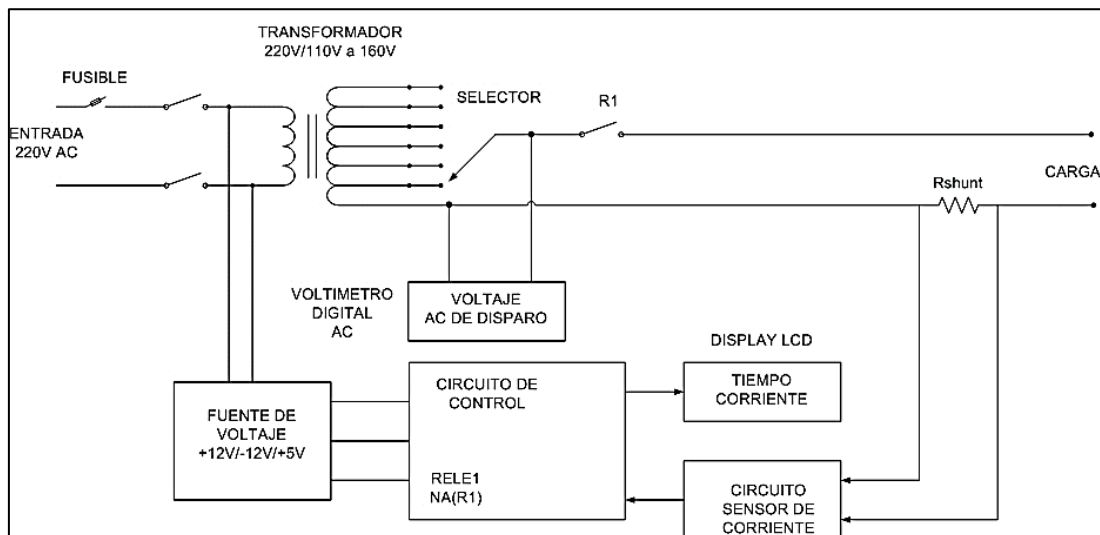 TRANSFORMADOR
220V/110V a 160V
FUSIBLE
SELECTOR
R1
ENTRADA
220V AC
Rshunt
CARGA
VOLTIMETRO
DIGITAL
AC
VOLTAJE
AC DE DISPARO
DISPLAY LCD
TIEMPO
CORRIENTE
CIRCUITO DE
CONTROL
FUENTE DE
VOLTAJE
+12V/-12V/+5V
RELE1
NA(R1)
CIRCUITO
SENSOR DE
CORRIENTE